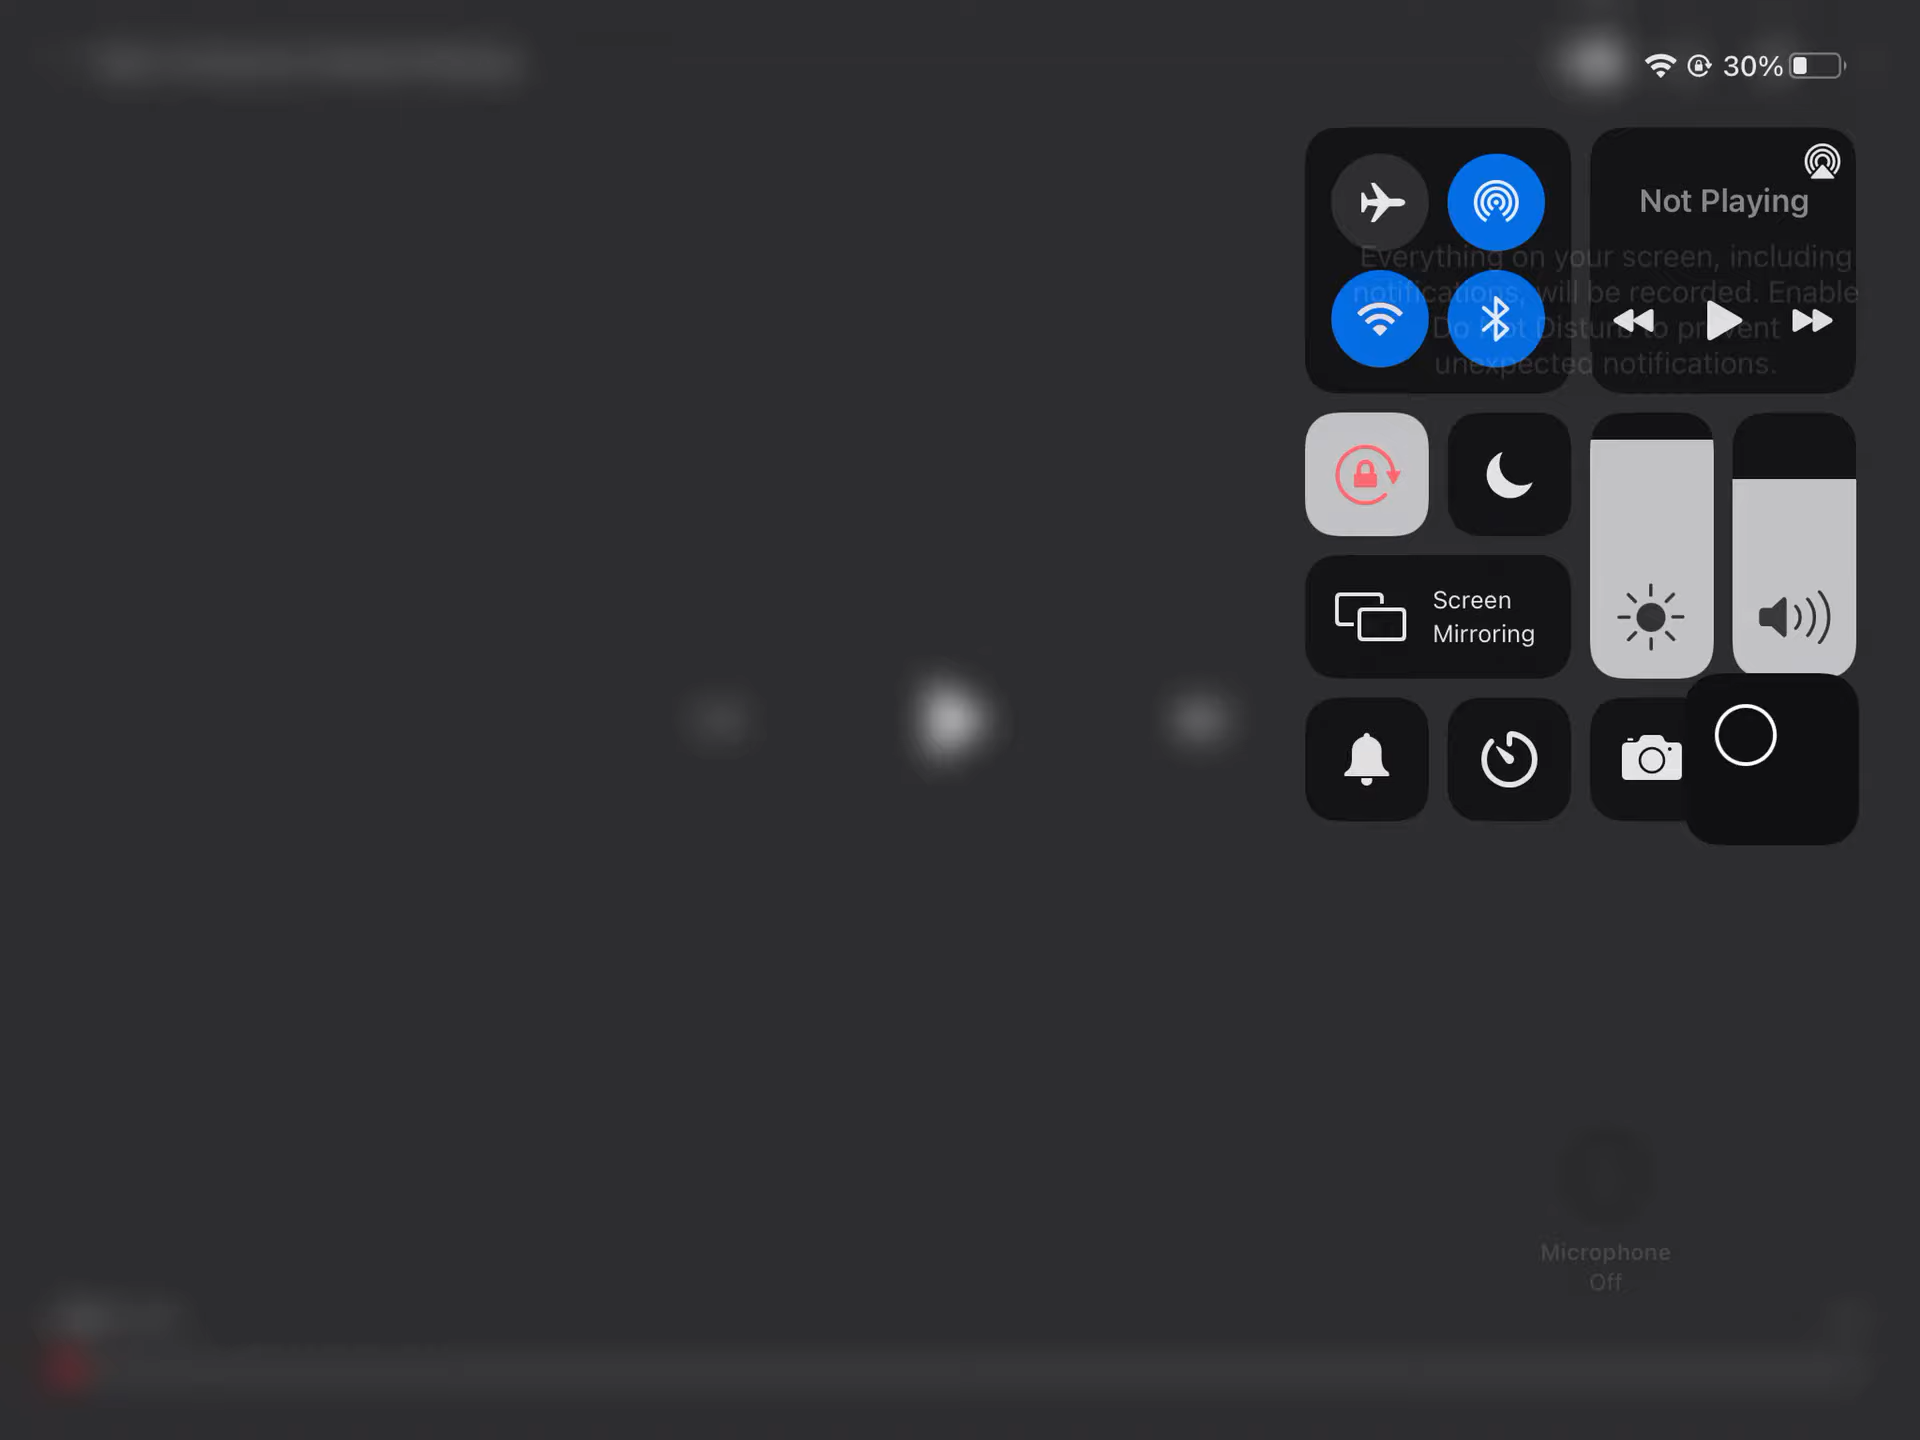 30%
Not Playing
Everything on your screen, including
notifications, will be recorded. Enable
Do Not Disturb to prevent
unexpected notifications.
Screen
Mirroring
Microphone
Off